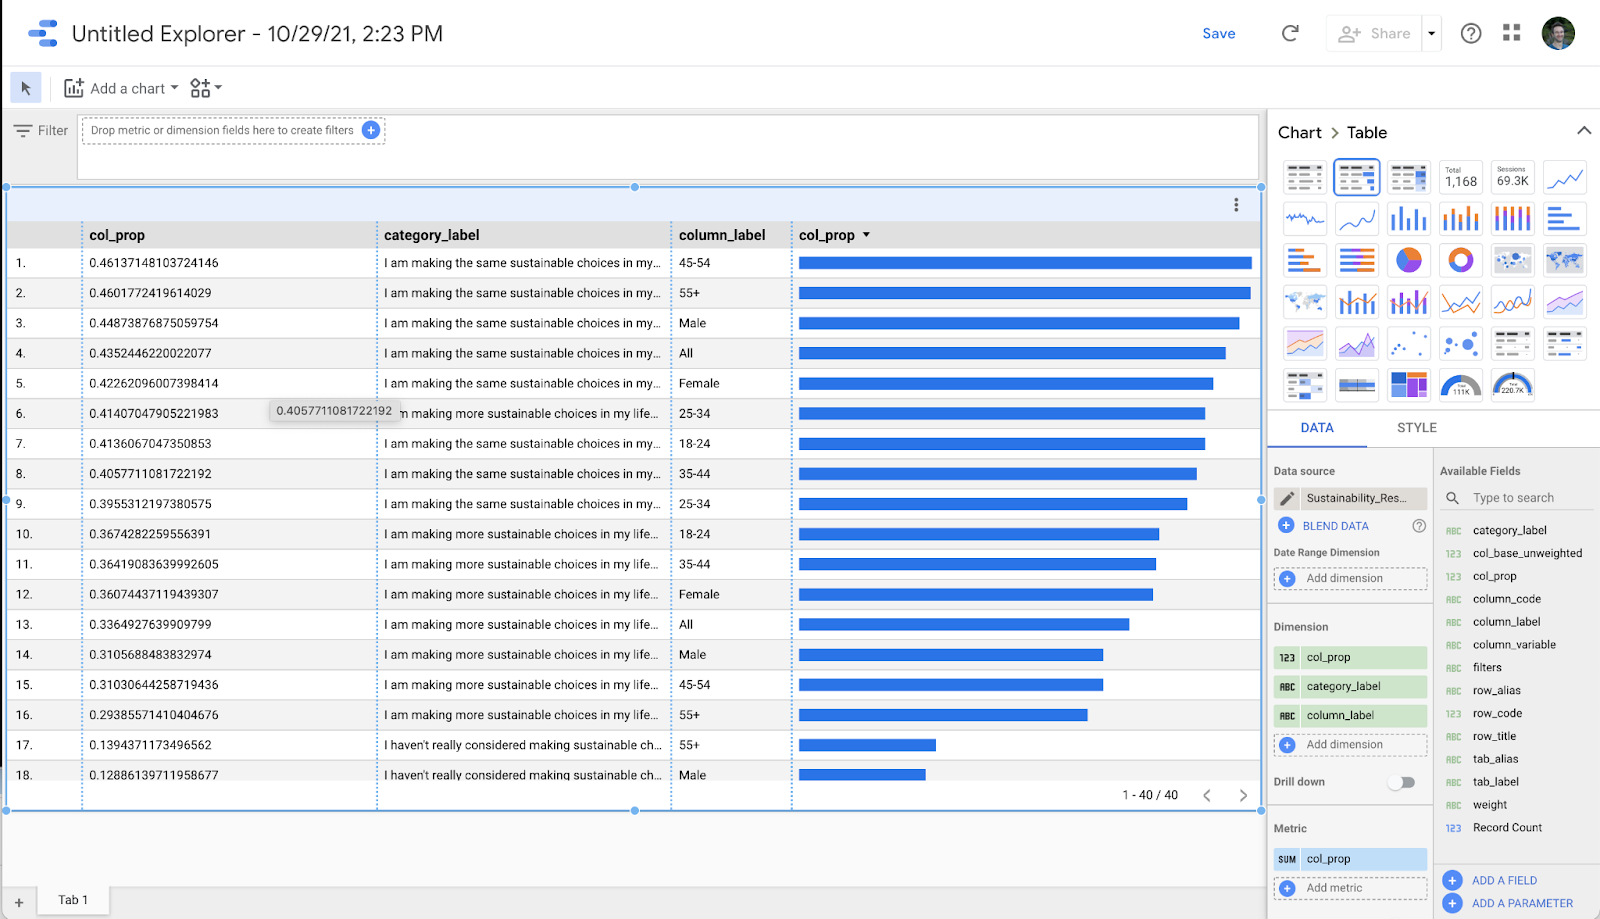 Untitled Explorer - 10/29/21, 2:23 PM
Save
Share
Add a chart
Filter
Drop metric or dimension fields here to create filters
col_prop category_label column_label col_prop
1. 0.46137148103724146 I am making the same sustainable choices in my... 45-54
2. 0.4601772419614029 I am making the same sustainable choices in my... 55+
3. 0.44873876875059754 I am making the same sustainable choices in my... Male
4. 0.4352446220022077 I am making the same sustainable choices in my... All
5. 0.42262096007398414 I am making the same sustainable choices in my... Female
6. 0.41407047905221983 0.4057711081722192 m making more sustainable choices in my life... 25-34
7. 0.4136067047350853 I am making the same sustainable choices in my... 18-24
8. 0.4057711081722192 I am making the same sustainable choices in my... 35-44
9. 0.3955312197380575 I am making the same sustainable choices in my... 25-34
10. 0.3674282259556391 I am making more sustainable choices in my life... 18-24
11. 0.36419083639992605 I am making more sustainable choices in my life... 35-44
12. 0.36074437119439307 I am making more sustainable choices in my life... Female
13. 0.3364927639909799 I am making more sustainable choices in my life... All
14. 0.3105688483832974 I am making more sustainable choices in my life... Male
15. 0.31030644258719436 I am making more sustainable choices in my life... 45-54
16. 0.29385571410404676 I am making more sustainable choices in my life... 55+
17. 0.1394371173496562 I haven't really considered making sustainable ch... 55+
18. 0.12886139711958677 I haven't really considered making sustainable ch... Male
1 - 40 / 40
Tab 1
Chart > Table
Total
1,168
Sessions
69.3K
111K
220.7K
DATA
STYLE
Data source
Sustainability_Res...
BLEND DATA
Date Range Dimension
Add dimension
Dimension
123 col_prop
ABC category_label
ABC column_label
Add dimension
Drill down
Metric
SUM col_prop
Add metric
Available Fields
Type to search
ABC category_label
123 col_base_unweighted
123 col_prop
ABC column_code
ABC column_label
ABC column_variable
ABC filters
ABC row_alias
123 row_code
ABC row_title
ABC tab_alias
ABC tab_label
ABC weight
123 Record Count
ADD A FIELD
ADD A PARAMETER